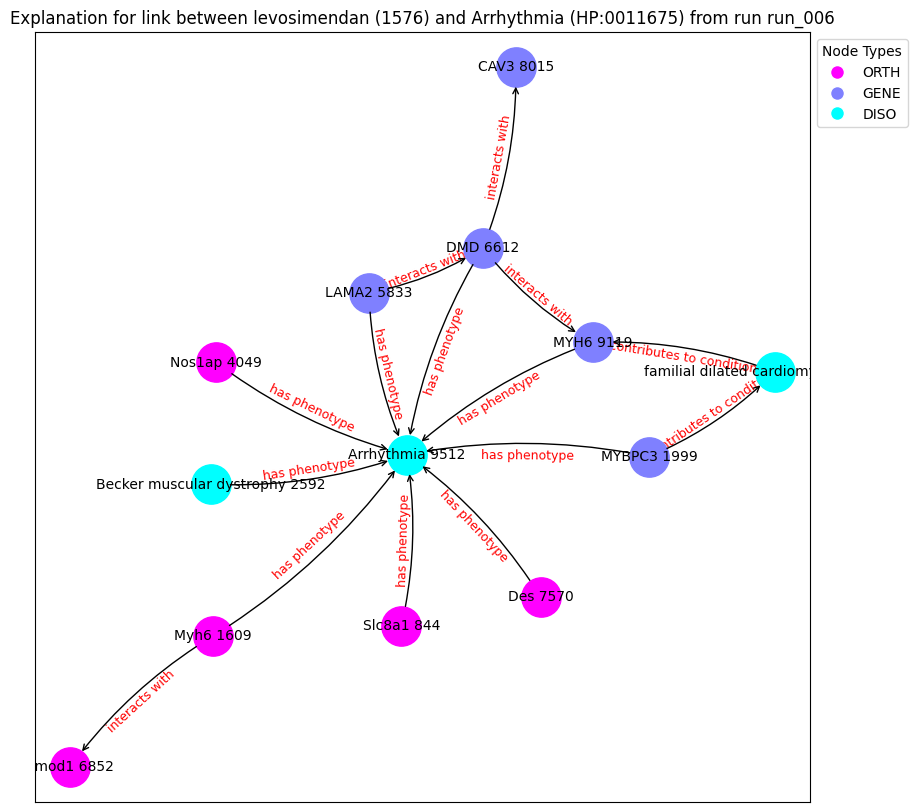 Explanation for link between levosimendan (1576) and Arrhythmia (HP:0011675) from run run_006
Node Types
ORTH
GENE
DISO
CAV3 8015
interacts with
DMD 6612
interacts with
LAMA2 5833
interacts with
MYH6 9119
contributes to condition
familial dilated cardiomy
Nos1ap 4049
has phenotype
has phenotype
has phenotype
has phenotype
ntributes to condit
Arrhythmia 9512
has phenotype
MYBPC3 1999
has phenotype
Becker muscular dystrophy 2592
has phenotype
has phenotype
has phenotype
Des 7570
Slc8a1 844
Myh6 1609
interacts with
mod1 6852